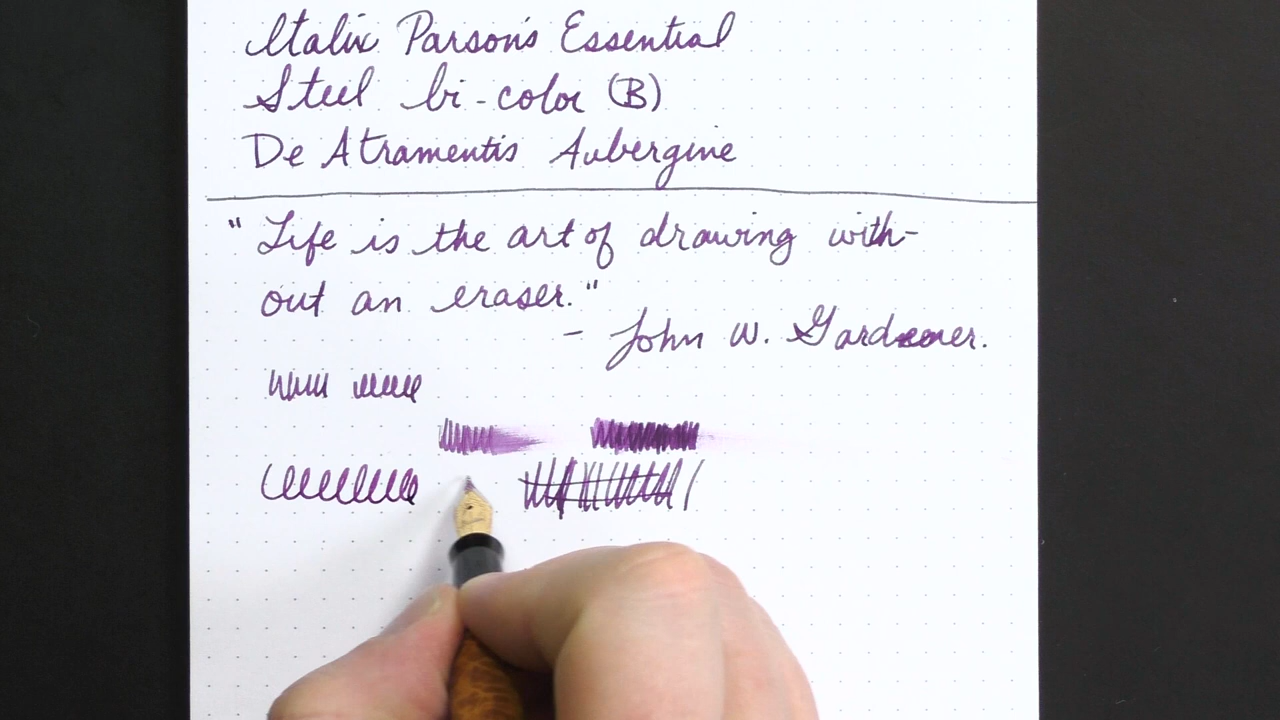 Italix Parson's Essential
Steel bi-color (B)
De Atramentis Aubergine
"Life is the art of drawing with-
out an eraser."
- John W. Gardner.